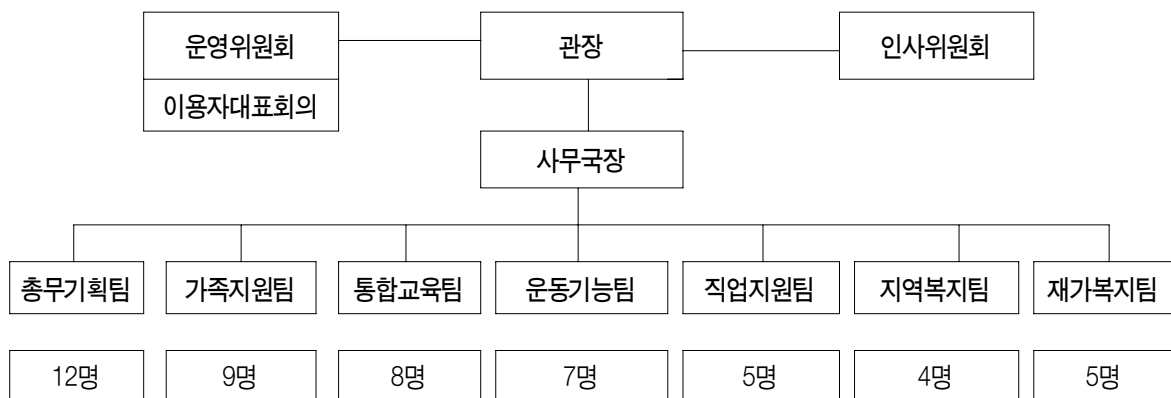 운영위원회 관장 인사위원회
이용자대표회의
사무국장
총무기획팀 가족지원팀 통합교육팀 운동기능팀 직업지원팀 지역복지팀 재가복지팀
12명 9명 8명 7명 5명 4명 5명